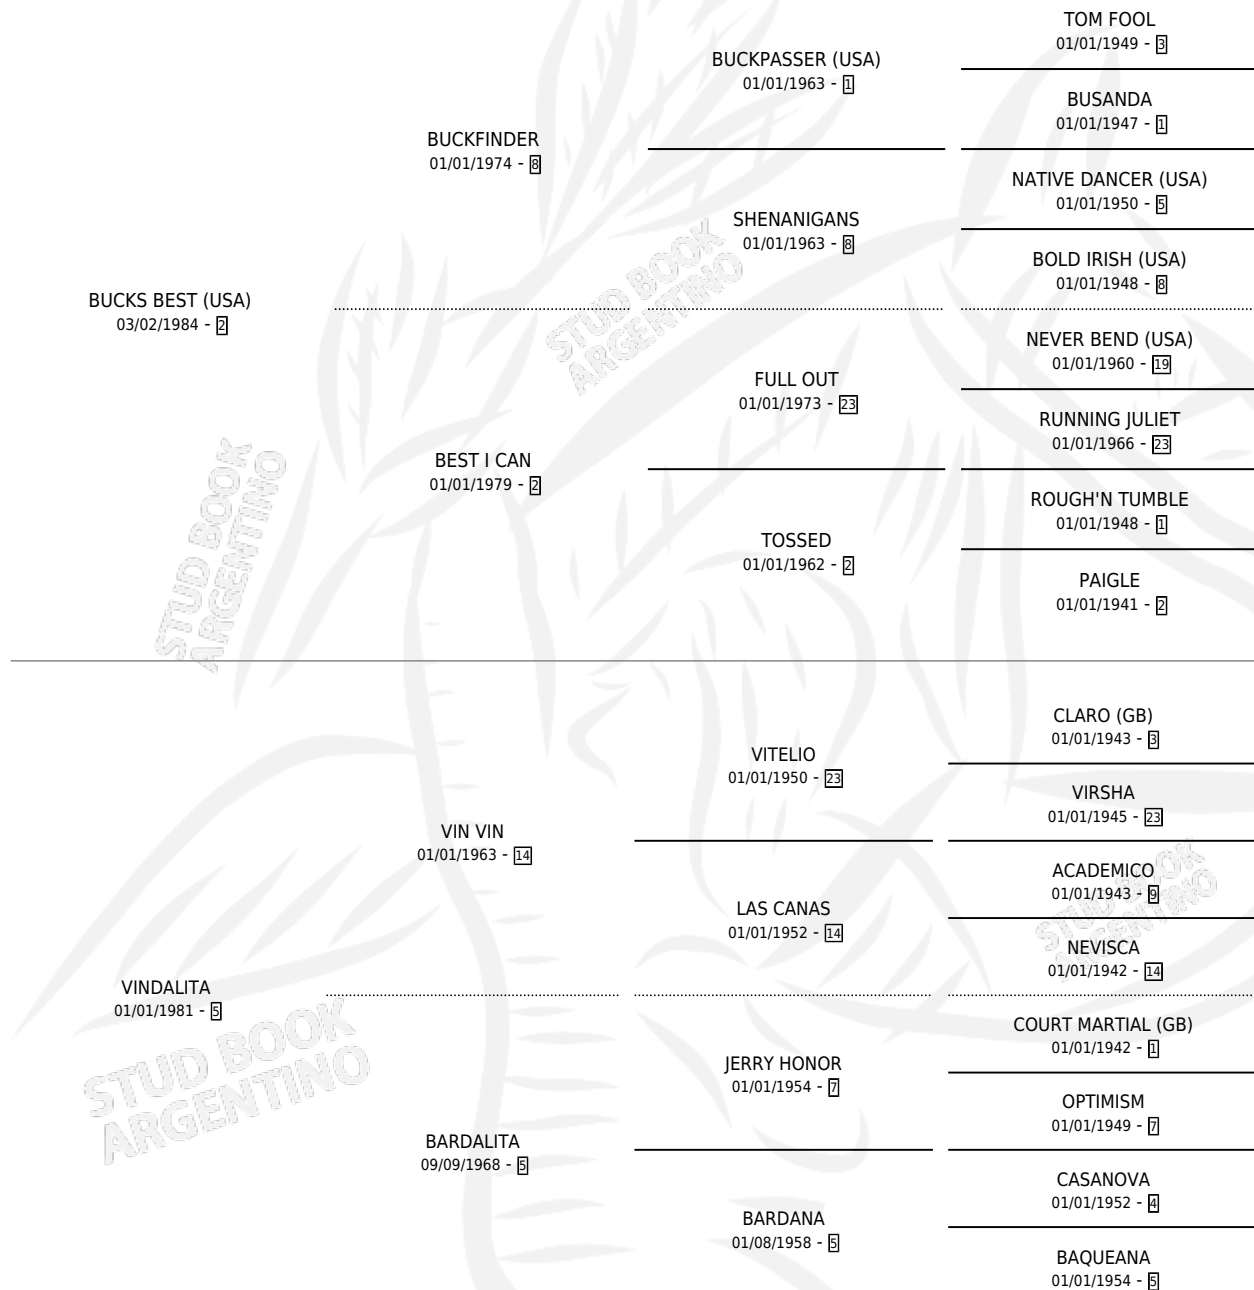 TOM FOOL
01/01/1949 - 3
BUCKPASSER (USA)
01/01/1963 - 1
BUSANDA
01/01/1947 - 1
BUCKFINDER
01/01/1974 - 8
NATIVE DANCER (USA)
01/01/1950 - 5
SHENANIGANS
01/01/1963 - 8
BOLD IRISH (USA)
01/01/1948 - 8
BUCKS BEST (USA)
03/02/1984 - 2
NEVER BEND (USA)
01/01/1960 - 19
FULL OUT
01/01/1973 - 23
RUNNING JULIET
01/01/1966 - 23
BEST I CAN
01/01/1979 - 2
ROUGH'N TUMBLE
01/01/1948 - 1
TOSSED
01/01/1962 - 2
PAIGLE
01/01/1941 - 2
CLARO (GB)
01/01/1943 - 3
VITELIO
01/01/1950 - 23
VIRSHA
01/01/1945 - 23
VIN VIN
01/01/1963 - 14
ACADEMICO
01/01/1943 - 9
LAS CANAS
01/01/1952 - 14
NEVISCA
01/01/1942 - 14
VINDALITA
01/01/1981 - 5
COURT MARTIAL (GB)
01/01/1942 - 1
JERRY HONOR
01/01/1954 - 7
OPTIMISM
01/01/1949 - 7
BARDALITA
09/09/1968 - 5
CASANOVA
01/01/1952 - 4
BARDANA
01/08/1958 - 5
BAQUEANA
01/01/1954 - 5
STUD BOOK
ARGENTINO
STUD BOOK
ARGENTINO
STUD BOOK
ARGENTINO
STUD BOOK
ARGENTINO